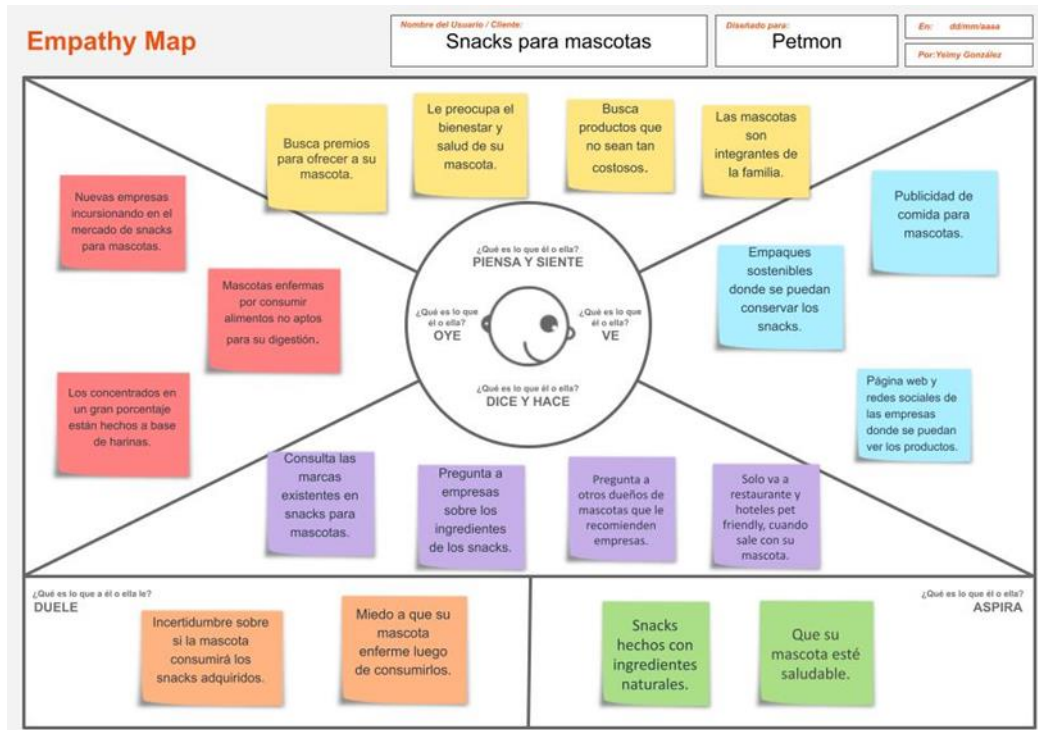 Empathy Map
Nombre del Usuario / Cliente:
Snacks para mascotas
Diseñado para:
Petmon
En: dd/mm/aaaa
Por:Yeimy González
Busca premios
para ofrecer a su
mascota.
Le preocupa el
bienestar y
salud de su
mascota.
Busca
productos que
no sean tan
costosos.
Las mascotas
son
integrantes de
la familia.
Nuevas empresas
incursionando en el
mercado de snacks
para mascotas.
Mascotas enfermas
por consumir
alimentos no aptos
para su digestión.
Los concentrados en
un gran porcentaje
están hechos a base
de harinas.
¿Qué es lo que él o ella?
PIENSA Y SIENTE
¿Qué es lo que
él o ella?
OYE
¿Qué es lo que
él o ella?
VE
¿Qué es lo que él o ella?
DICE Y HACE
Publicidad de
comida para
mascotas.
Empaques
sostenibles
donde se puedan
conservar los
snacks.
Página web y
redes sociales de
las empresas
donde se puedan
ver los productos.
Consulta las
marcas
existentes en
snacks para
mascotas.
Pregunta a
empresas
sobre los
ingredientes
de los snacks.
Pregunta a
otros dueños de
mascotas que le
recomienden
empresas.
Solo va a
restaurante y
hoteles pet
friendly, cuando
sale con su
mascota.
¿Qué es lo que a él o ella le?
DUELE
Incertidumbre sobre
si la mascota
consumirá los
snacks adquiridos.
Miedo a que su
mascota
enferme luego
de consumirlos.
¿Qué es lo que él o ella?
ASPIRA
Snacks
hechos con
ingredientes
naturales.
Que su
mascota esté
saludable.